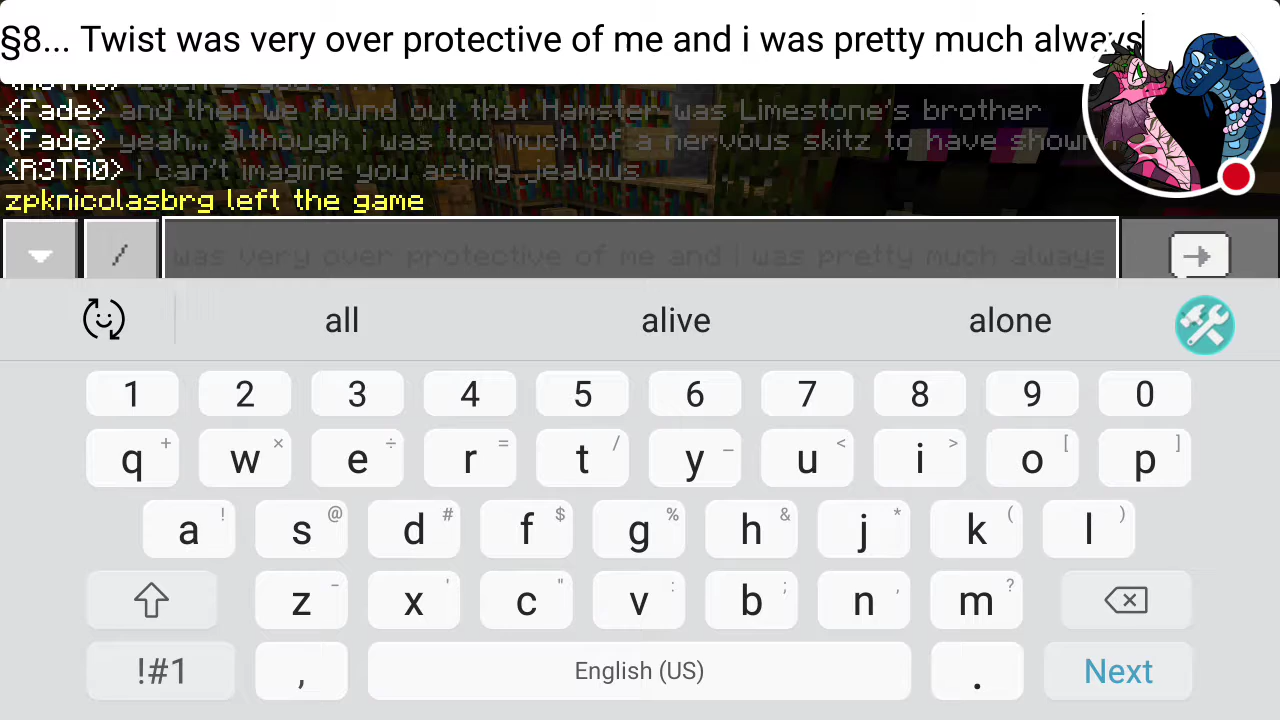 §8... Twist was very over protective of me and i was pretty much always
<Fade> and then we found out that Hamster was Limestone's brother
<Fade> yeah... although i was too much of a nervous skitz to have shown
<R3TR0> i can't imagine you acting jealous
zpknicolasbrg left the game
/ was very over protective of me and i was pretty much always
all alive alone
1 2 3 4 5 6 7 8 9 0
q + w × e ÷ r = t / y _ u < i > o [ p ]
a ! s @ d # f $ g % h & j * k ( l )
z - x ' c " v : b ; n , m ?
!#1 , English (US) . Next